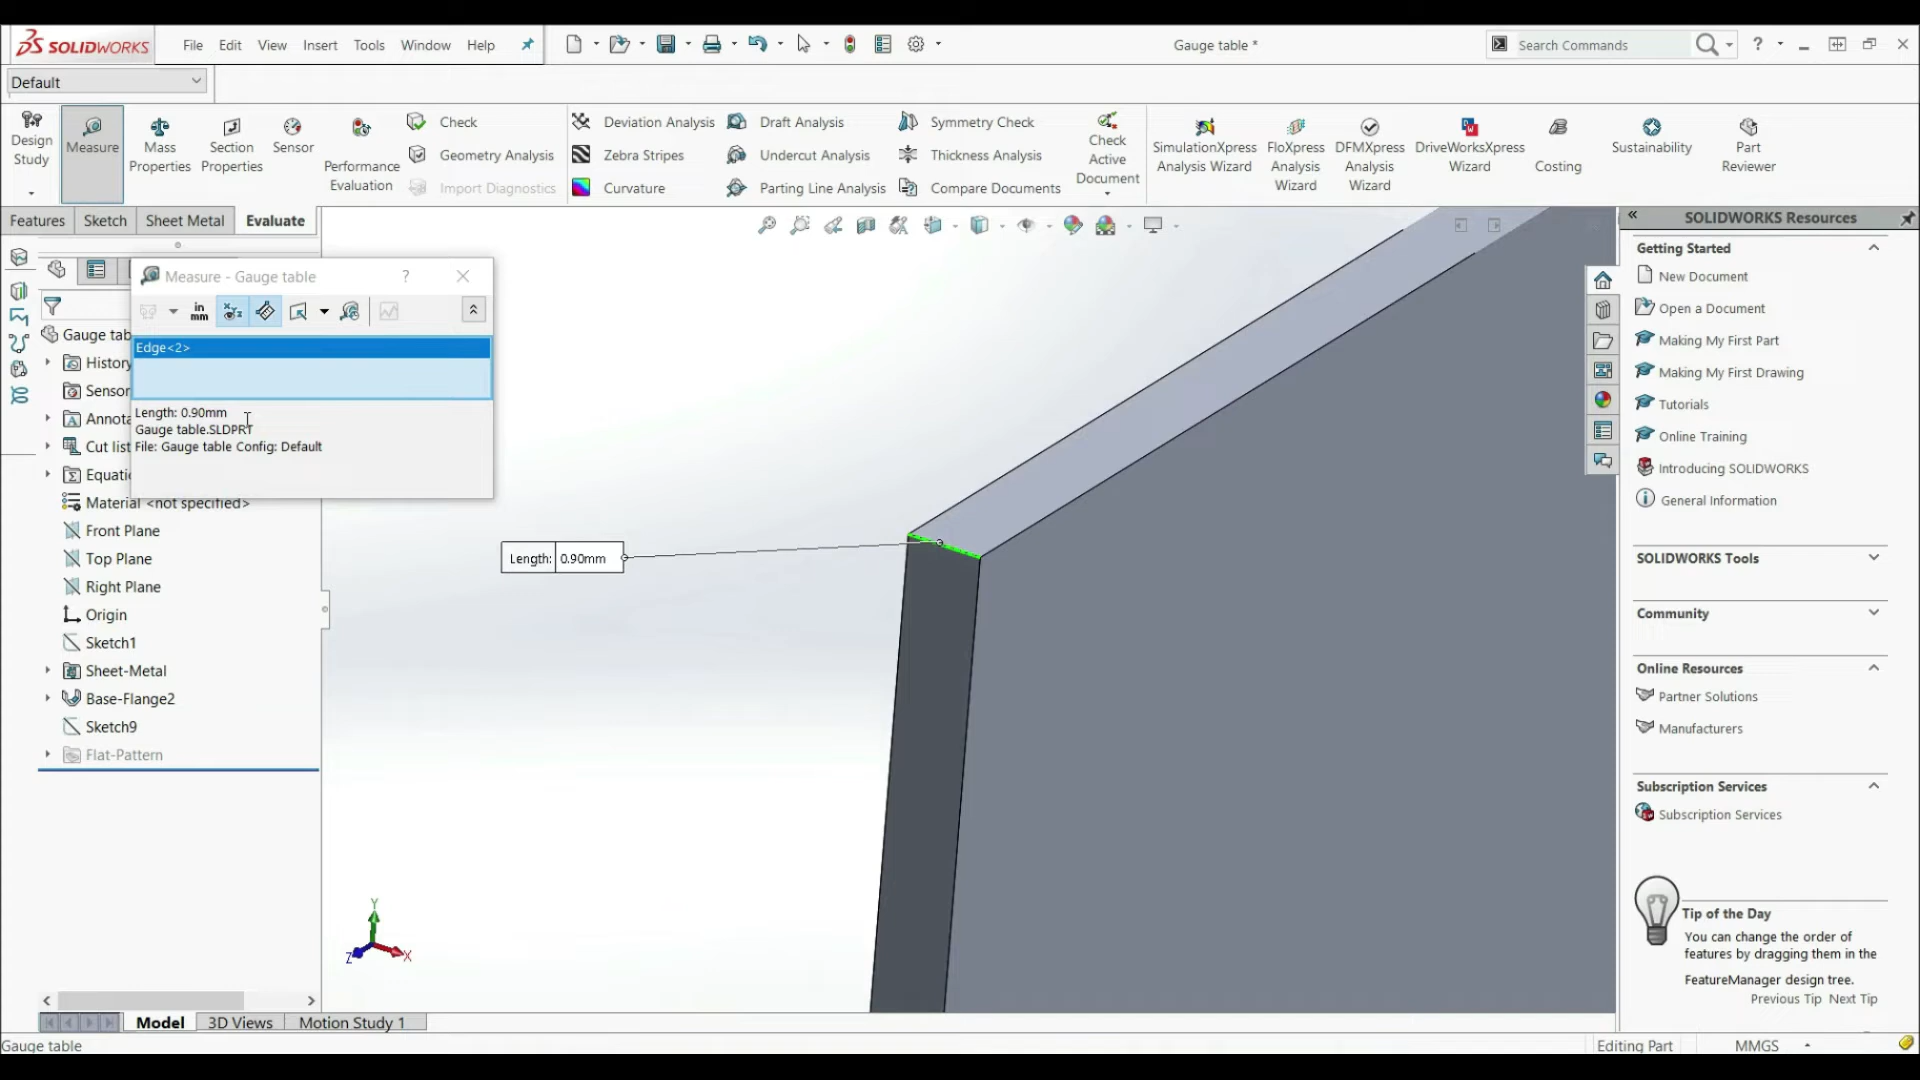 SOLIDWORKS
File Edit View Insert Tools Window Help
Gauge table *
Search Commands
?
Default
Design Study
Measure
Mass Properties
Section Properties
Sensor
Performance Evaluation
Check
Geometry Analysis
Import Diagnostics
Deviation Analysis
Zebra Stripes
Curvature
Draft Analysis
Undercut Analysis
Parting Line Analysis
Symmetry Check
Thickness Analysis
Compare Documents
Check Active Document
SimulationXpress Analysis Wizard
FloXpress Analysis Wizard
DFMXpress Analysis Wizard
DriveWorksXpress Wizard
Costing
Sustainability
Part Reviewer
Features Sketch Sheet Metal Evaluate
Measure - Gauge table ?
in mm
Edge<2>
Length: 0.90mm
Gauge table.SLDPRT
File: Gauge table Config: Default
Gauge tab
History
Sensor
Annota
Cut list
Equati
Material <not specified>
Front Plane
Top Plane
Right Plane
Origin
Sketch1
Sheet-Metal
Base-Flange2
Sketch9
Flat-Pattern
Length: 0.90mm
Y
Z
X
SOLIDWORKS Resources
Getting Started
New Document
Open a Document
Making My First Part
Making My First Drawing
Tutorials
Online Training
Introducing SOLIDWORKS
General Information
SOLIDWORKS Tools
Community
Online Resources
Partner Solutions
Manufacturers
Subscription Services
Subscription Services
Tip of the Day
You can change the order of
features by dragging them in the
FeatureManager design tree.
Previous Tip Next Tip
Model 3D Views Motion Study 1
Gauge table
Editing Part
MMGS